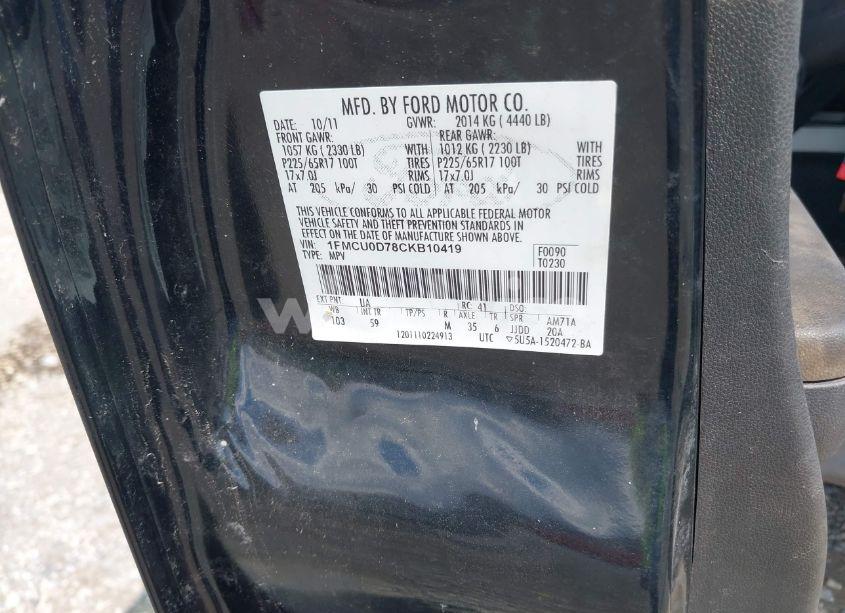 MFD. BY FORD MOTOR CO.
DATE: 10/11 GVWR: 2014 KG ( 4440 LB)
FRONT GAWR: REAR GAWR:
1057 KG ( 2330 LB) WITH 1012 KG ( 2230 LB) WITH
P225/65R17 100T TIRES P225/65R17 100T TIRES
17x7.0J RIMS 17x7.0J RIMS
AT 205 kPa/ 30 PSI COLD AT 205 kPa/ 30 PSI COLD
THIS VEHICLE CONFORMS TO ALL APPLICABLE FEDERAL MOTOR
VEHICLE SAFETY AND THEFT PREVENTION STANDARDS IN
EFFECT ON THE DATE OF MANUFACTURE SHOWN ABOVE.
VIN: 1FMCU0D78CKB10419 F0090
TYPE: MPV T0230
EXT PNT: UA RC: 41 DSO:
WB INT TR TP/PS R AXLE TR SPR AM71A
103 59 M 35 6 JJDD 20A
1201110224913 UTC ▽5U5A-1520472-BA